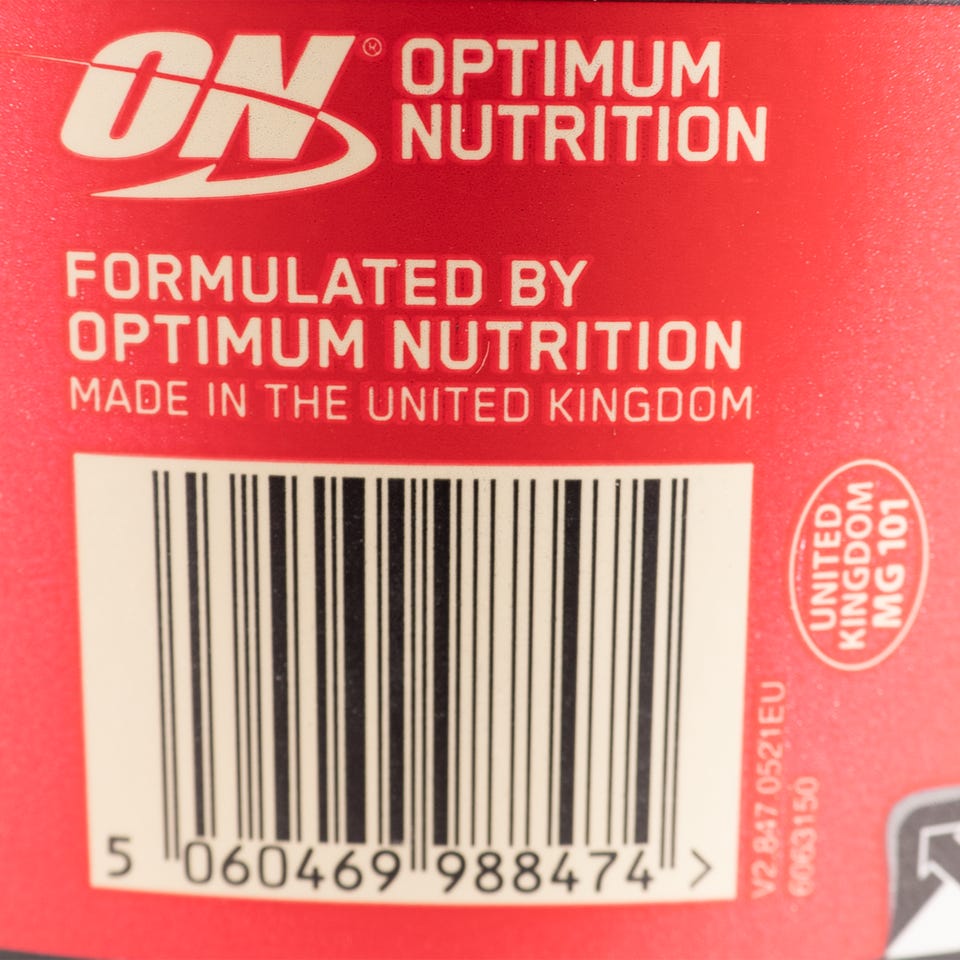 ON® OPTIMUM
NUTRITION
FORMULATED BY
OPTIMUM NUTRITION
MADE IN THE UNITED KINGDOM
5 060469 988474 >
V2.847 0521EU
6063150
UNITED
KINGDOM
MG 101